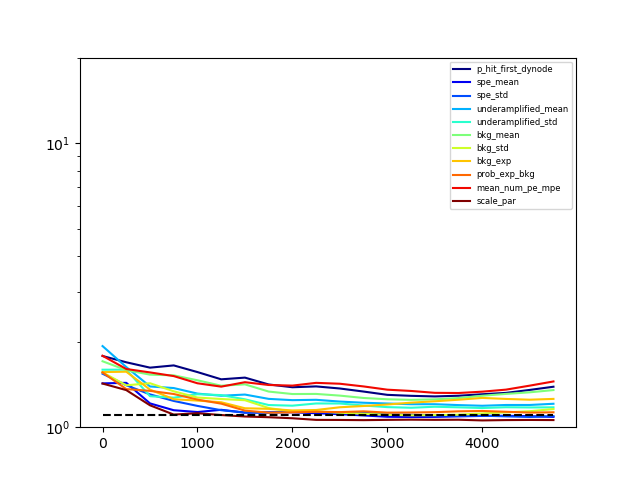 p_hit_first_dynode
spe_mean
spe_std
underamplified_mean
underamplified_std
bkg_mean
bkg_std
bkg_exp
prob_exp_bkg
mean_num_pe_mpe
scale_par
10¹
10⁰
0 1000 2000 3000 4000